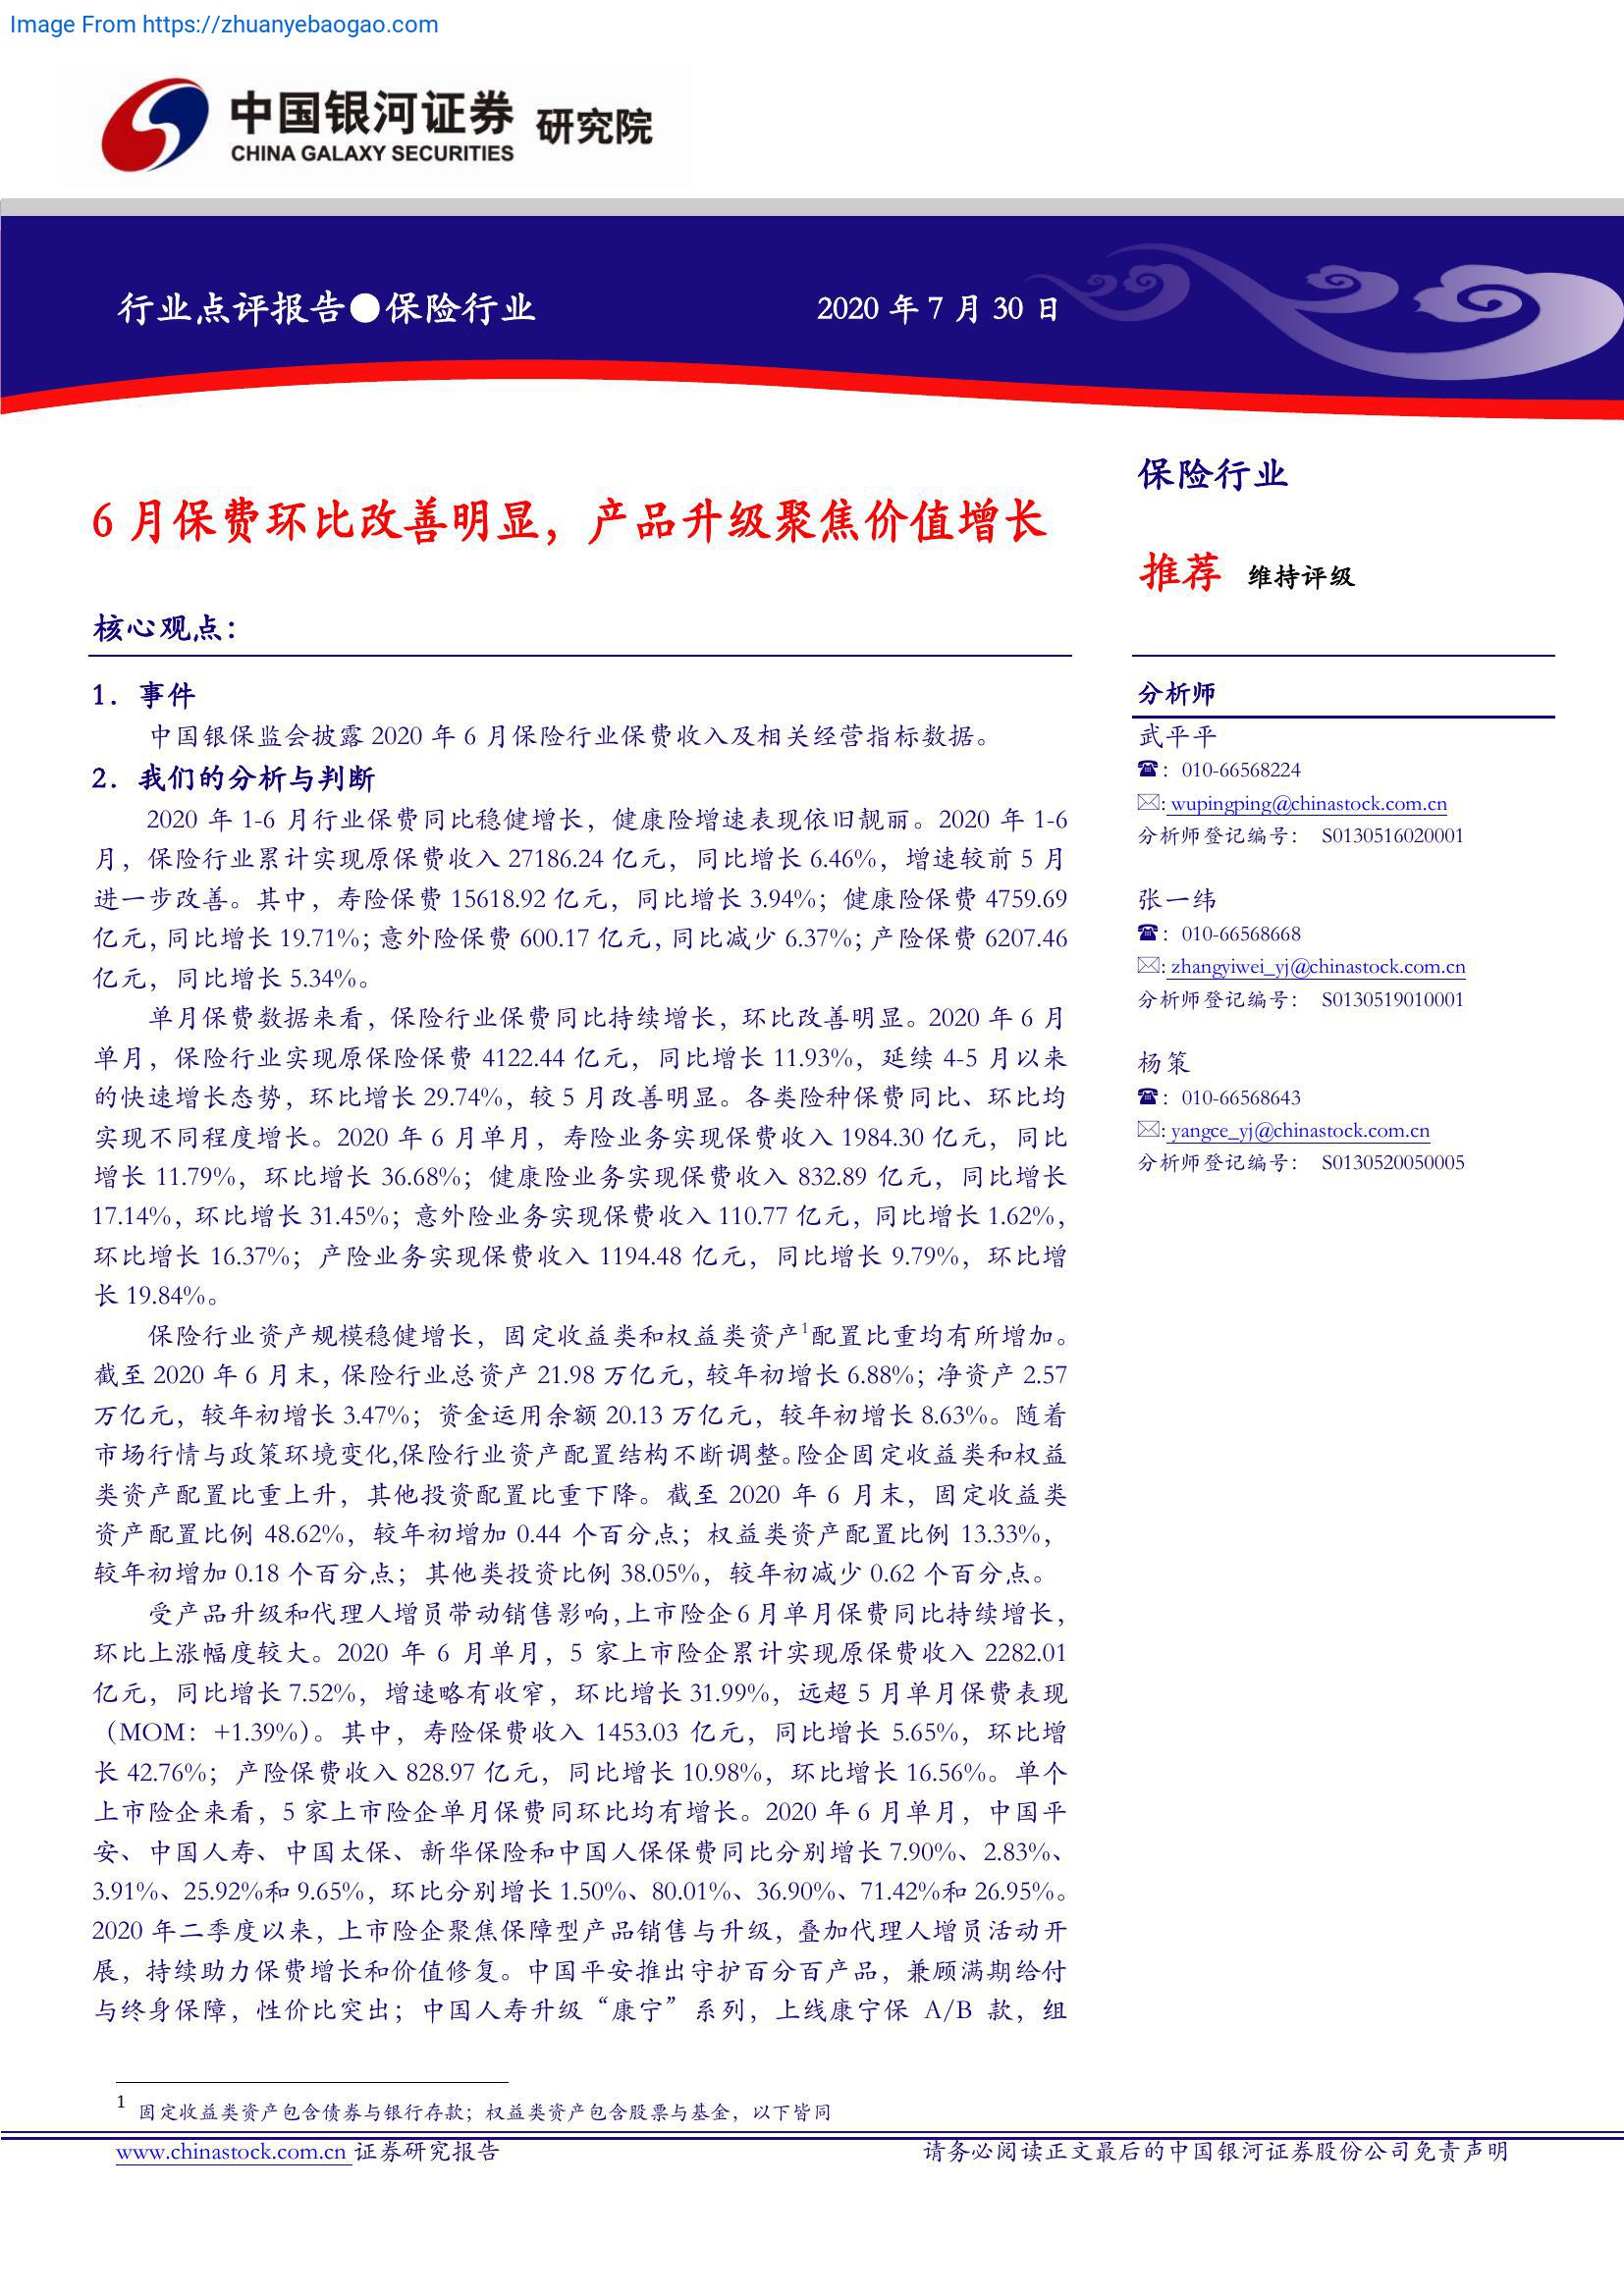 Image From https://zhuanyebaogao.com
中国银河证券 研究院
CHINA GALAXY SECURITIES
行业点评报告●保险行业
2020 年 7 月 30 日
6 月保费环比改善明显，产品升级聚焦价值增长
核心观点：
1. 事件
中国银保监会披露 2020 年 6 月保险行业保费收入及相关经营指标数据。
2. 我们的分析与判断
2020 年 1-6 月行业保费同比稳健增长，健康险增速表现依旧靓丽。2020 年 1-6
月，保险行业累计实现原保费收入 27186.24 亿元，同比增长 6.46%，增速较前 5 月
进一步改善。其中，寿险保费 15618.92 亿元，同比增长 3.94%；健康险保费 4759.69
亿元，同比增长 19.71%；意外险保费 600.17 亿元，同比减少 6.37%；产险保费 6207.46
亿元，同比增长 5.34%。
单月保费数据来看，保险行业保费同比持续增长，环比改善明显。2020 年 6 月
单月，保险行业实现原保险保费 4122.44 亿元，同比增长 11.93%，延续 4-5 月以来
的快速增长态势，环比增长 29.74%，较 5 月改善明显。各类险种保费同比、环比均
实现不同程度增长。2020 年 6 月单月，寿险业务实现保费收入 1984.30 亿元，同比
增长 11.79%，环比增长 36.68%；健康险业务实现保费收入 832.89 亿元，同比增长
17.14%，环比增长 31.45%；意外险业务实现保费收入 110.77 亿元，同比增长 1.62%，
环比增长 16.37%；产险业务实现保费收入 1194.48 亿元，同比增长 9.79%，环比增
长 19.84%。
保险行业资产规模稳健增长，固定收益类和权益类资产1配置比重均有所增加。
截至 2020 年 6 月末，保险行业总资产 21.98 万亿元，较年初增长 6.88%；净资产 2.57
万亿元，较年初增长 3.47%；资金运用余额 20.13 万亿元，较年初增长 8.63%。随着
市场行情与政策环境变化,保险行业资产配置结构不断调整。险企固定收益类和权益
类资产配置比重上升，其他投资配置比重下降。截至 2020 年 6 月末，固定收益类
资产配置比例 48.62%，较年初增加 0.44 个百分点；权益类资产配置比例 13.33%，
较年初增加 0.18 个百分点；其他类投资比例 38.05%，较年初减少 0.62 个百分点。
受产品升级和代理人增员带动销售影响，上市险企 6 月单月保费同比持续增长，
环比上涨幅度较大。2020 年 6 月单月，5 家上市险企累计实现原保费收入 2282.01
亿元，同比增长 7.52%，增速略有收窄，环比增长 31.99%，远超 5 月单月保费表现
（MOM：+1.39%）。其中，寿险保费收入 1453.03 亿元，同比增长 5.65%，环比增
长 42.76%；产险保费收入 828.97 亿元，同比增长 10.98%，环比增长 16.56%。单个
上市险企来看，5 家上市险企单月保费同环比均有增长。2020 年 6 月单月，中国平
安、中国人寿、中国太保、新华保险和中国人保保费同比分别增长 7.90%、2.83%、
3.91%、25.92%和 9.65%，环比分别增长 1.50%、80.01%、36.90%、71.42%和 26.95%。
2020 年二季度以来，上市险企聚焦保障型产品销售与升级，叠加代理人增员活动开
展，持续助力保费增长和价值修复。中国平安推出守护百分百产品，兼顾满期给付
与终身保障，性价比突出；中国人寿升级“康宁”系列，上线康宁保 A/B 款，组
保险行业
推荐 维持评级
分析师
武平平
☎：010-66568224
✉: wupingping@chinastock.com.cn
分析师登记编号： S0130516020001
张一纬
☎：010-66568668
✉: zhangyiwei_yj@chinastock.com.cn
分析师登记编号： S0130519010001
杨策
☎：010-66568643
✉: yangce_yj@chinastock.com.cn
分析师登记编号： S0130520050005
1 固定收益类资产包含债券与银行存款；权益类资产包含股票与基金，以下皆同
www.chinastock.com.cn 证券研究报告
请务必阅读正文最后的中国银河证券股份公司免责声明